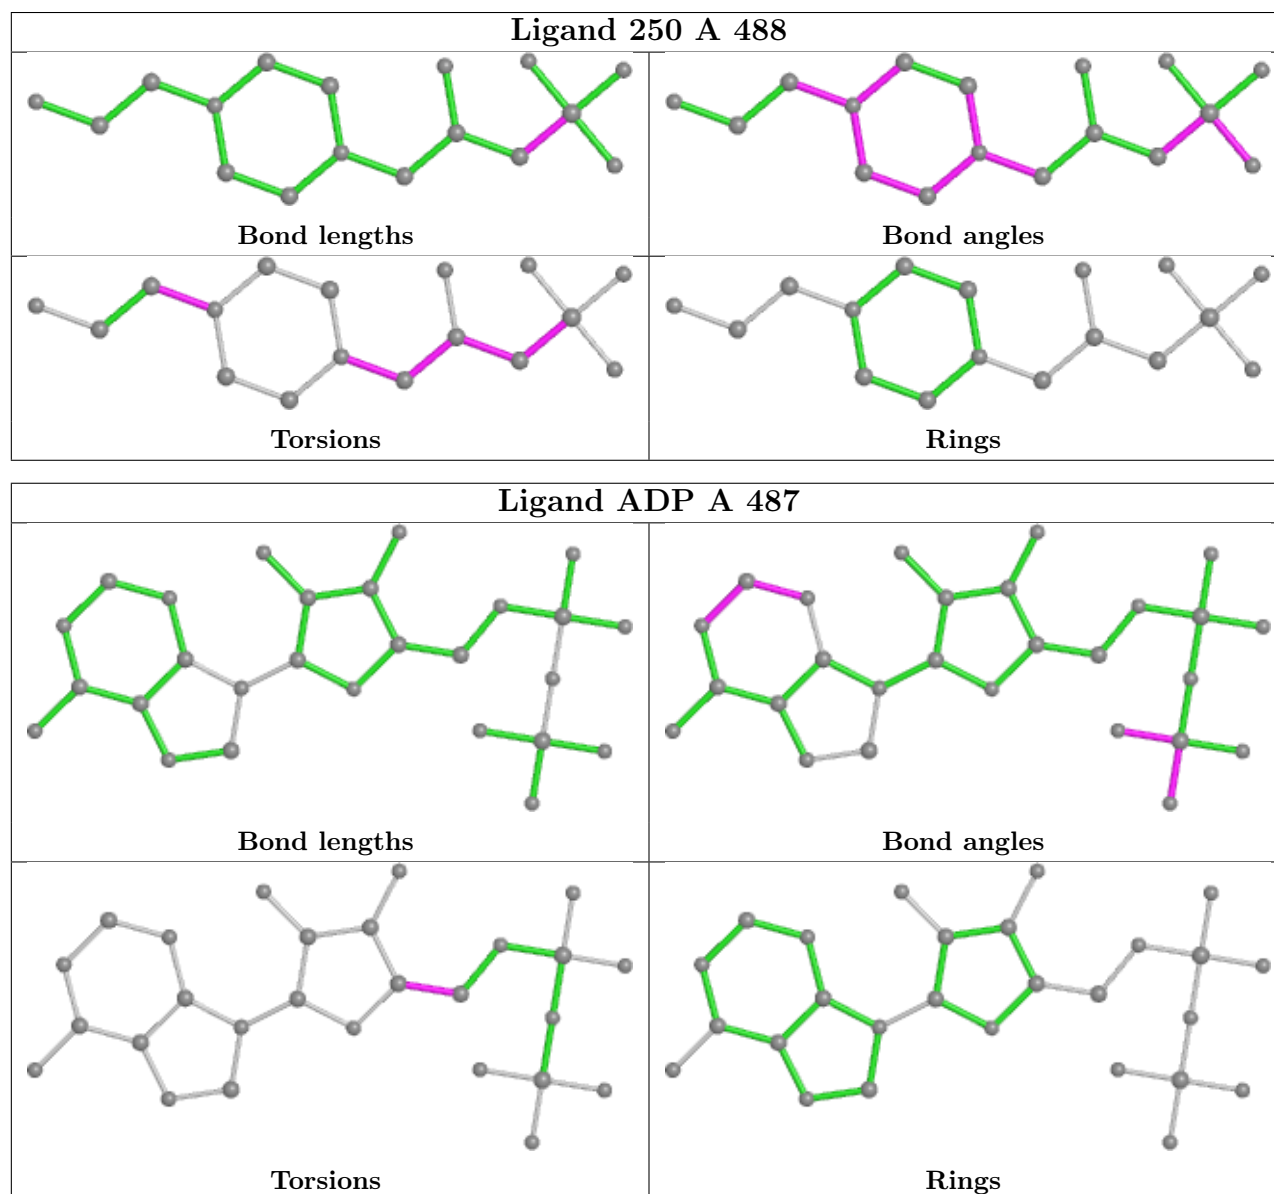 Ligand 250 A 488
Bond lengths
Bond angles
Torsions
Rings
Ligand ADP A 487
Bond lengths
Bond angles
Torsions
Rings